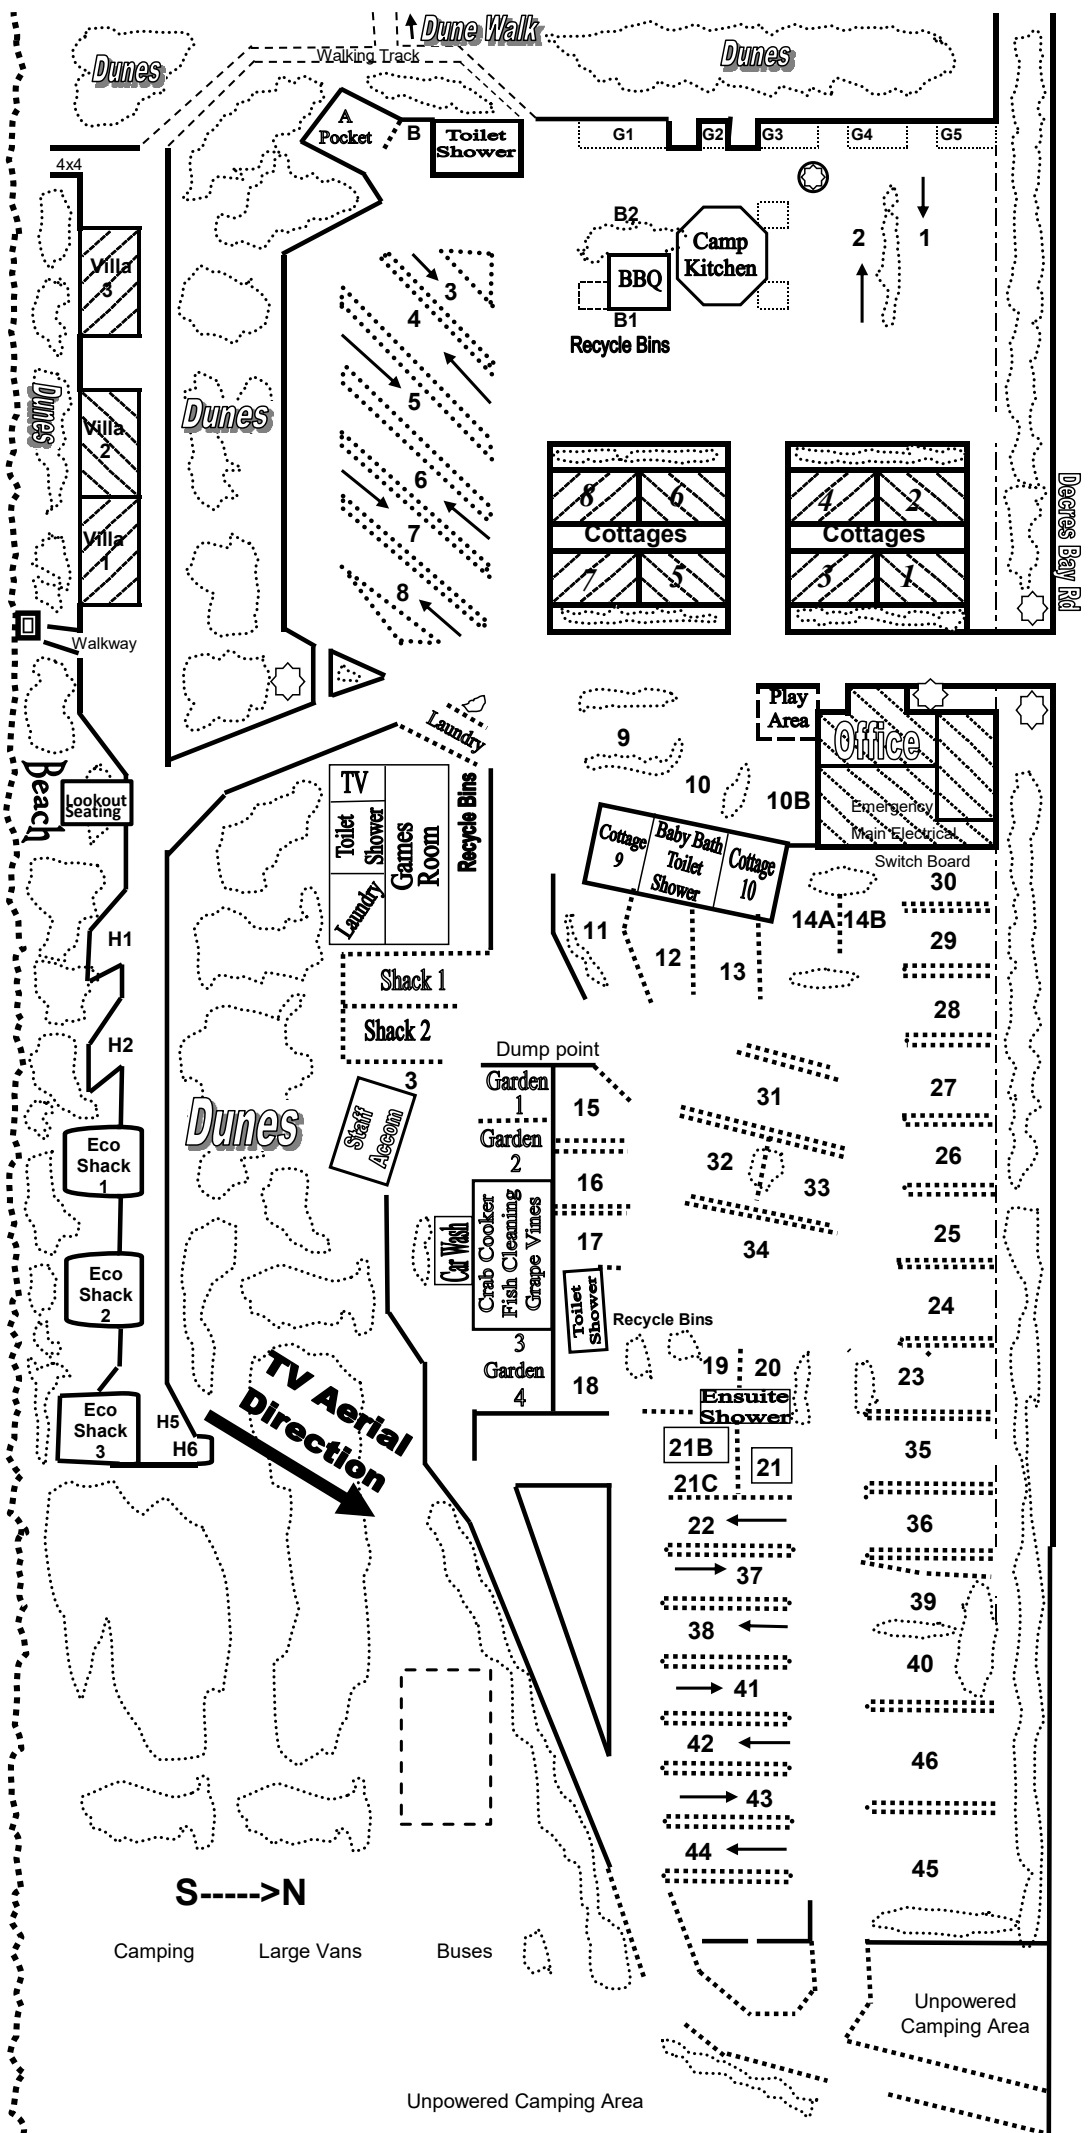 Dune Walk
Walking Track
Dunes
Dunes
A
Pocket
B
Toilet
Shower
G1
G2
G3
G4
G5
4x4
B2
Camp
Kitchen
BBQ
B1
Recycle Bins
2
1
Villa
3
3
4
5
6
7
8
Dunes
Dunes
Villa
2
Villa
1
8
6
4
2
Cottages
Cottages
7
5
3
1
Decres Bay Rd
Walkway
Laundry
9
10
10B
Play
Area
Office
Emergency
Main Electrical
Switch Board
Beach
Lookout
Seating
TV
Toilet
Shower
Laundry
Games
Room
Recycle Bins
Cottage
9
Baby Bath
Toilet
Shower
Cottage
10
11
12
13
14A
14B
30
29
28
27
26
25
24
23
H1
H2
Shack 1
Shack 2
3
Staff
Accom
Dunes
Dump point
Garden
1
Garden
2
15
16
17
18
31
32
33
34
Eco
Shack
1
Eco
Shack
2
Eco
Shack
3
H5
H6
Car Wash
Crab Cooker
Fish Cleaning
Grape Vines
3
Garden
4
Toilet
Shower
Recycle Bins
19
20
Ensuite
Shower
21B
21
21C
22
37
38
41
42
43
44
35
36
39
40
46
45
TV Aerial
Direction
S----->N
Camping
Large Vans
Buses
Unpowered
Camping Area
Unpowered Camping Area